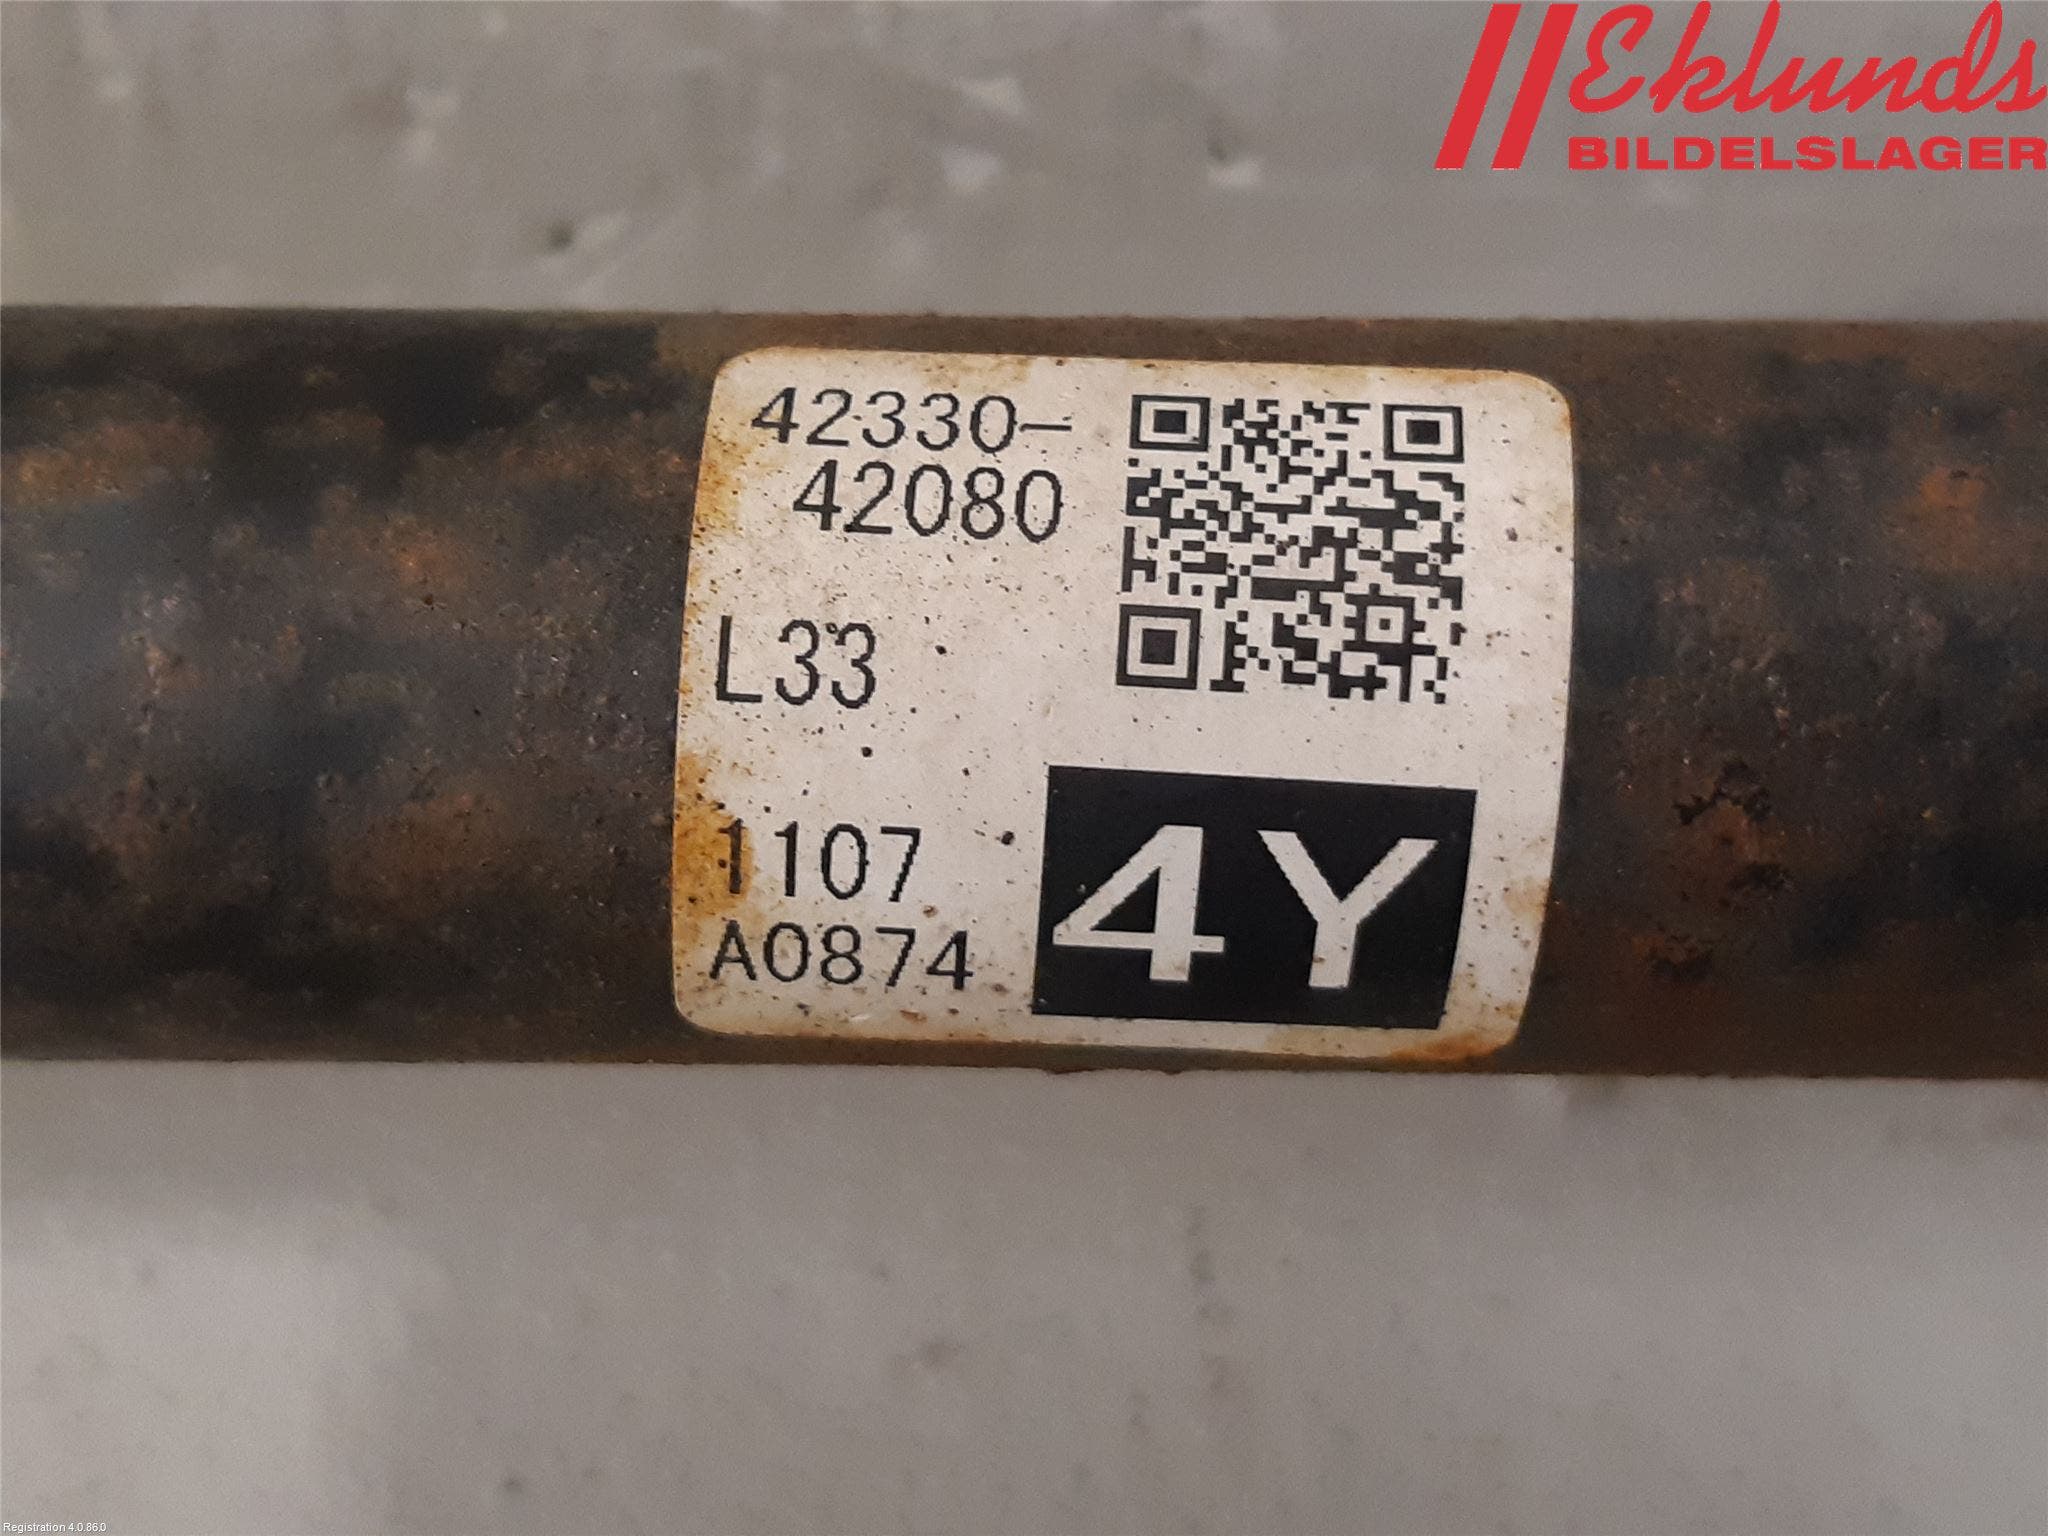 Eklunds
BILDELSLAGER
42330-
42080
L33
1107
A0874
4Y
Registration 4.0.86.0